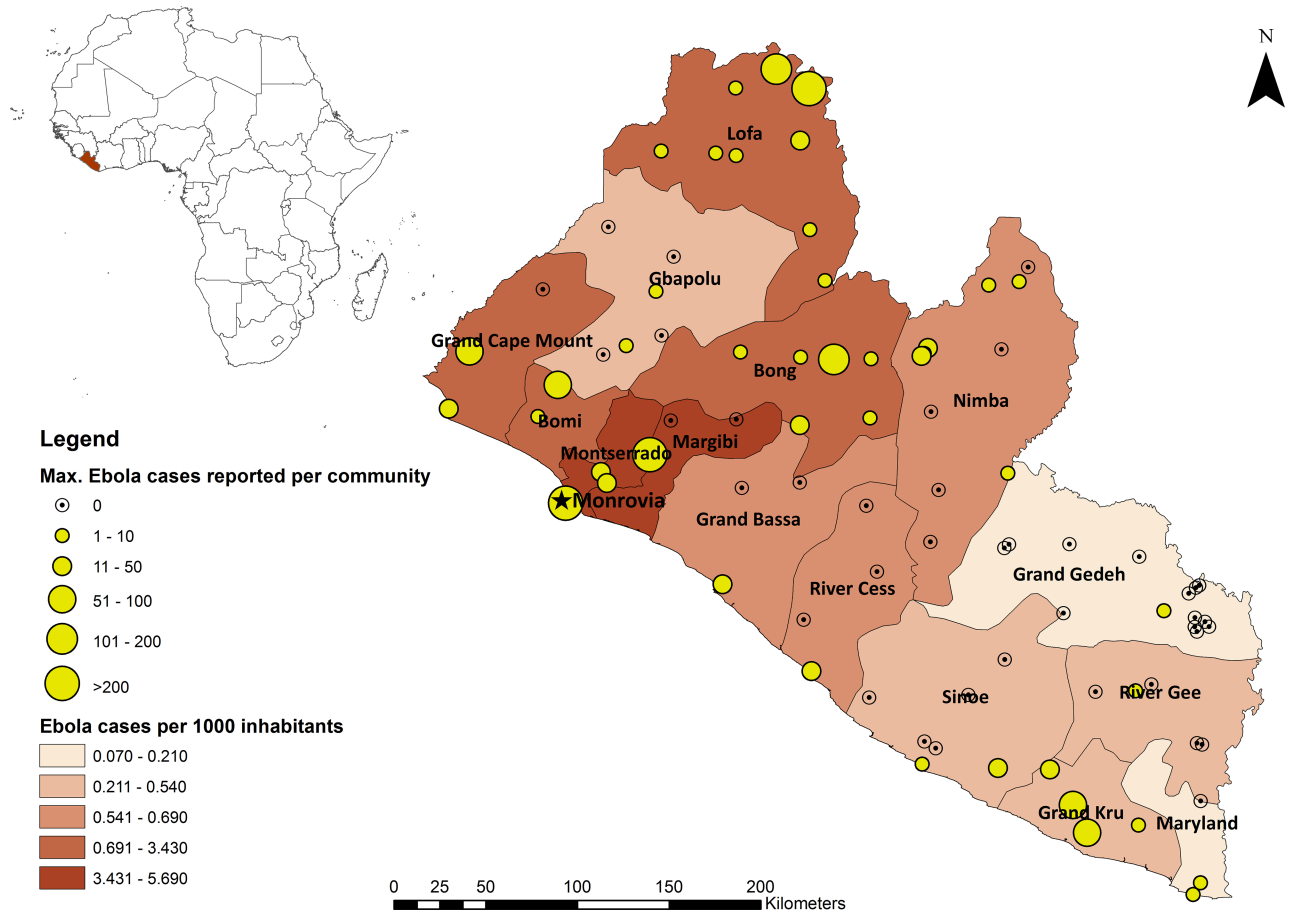 N
Lofa
Gbapolu
Grand Cape Mount
Bong
Nimba
Bomi
Margibi
Montserrado
Monrovia
Grand Bassa
Grand Gedeh
River Cess
Sinoe
River Gee
Grand Kru
Maryland
Legend
Max. Ebola cases reported per community
0
1 - 10
11 - 50
51 - 100
101 - 200
>200
Ebola cases per 1000 inhabitants
0.070 - 0.210
0.211 - 0.540
0.541 - 0.690
0.691 - 3.430
3.431 - 5.690
0 25 50 100 150 200
Kilometers